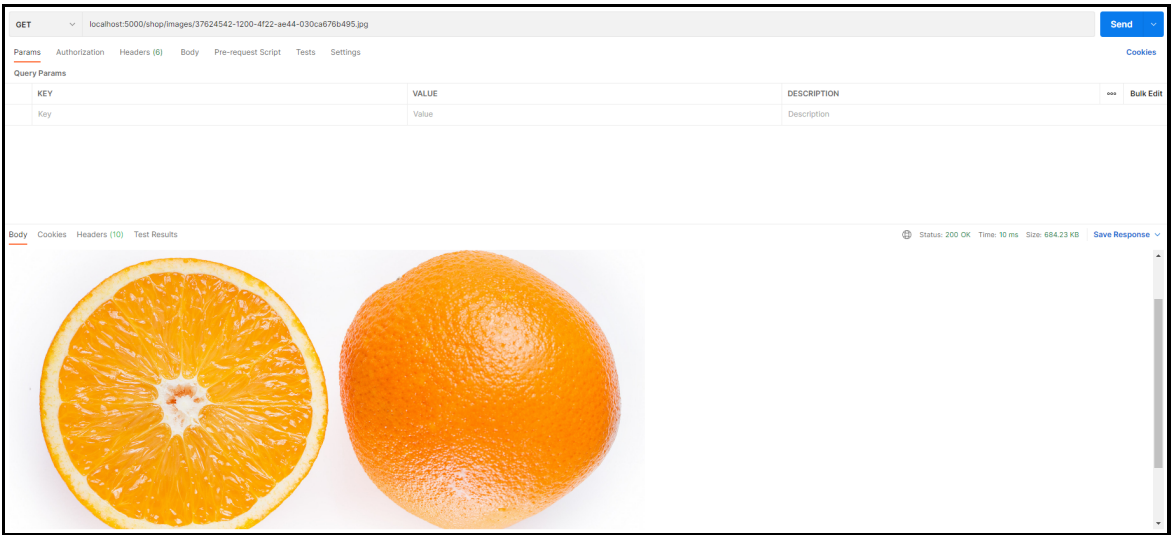 GET localhost:5000/shop/images/37624542-1200-4f22-ae44-030ca676b495.jpg Send
Params Authorization Headers (6) Body Pre-request Script Tests Settings Cookies
Query Params
KEY VALUE DESCRIPTION ooo Bulk Edit
Key Value Description
Body Cookies Headers (10) Test Results Status: 200 OK Time: 10 ms Size: 684.23 KB Save Response